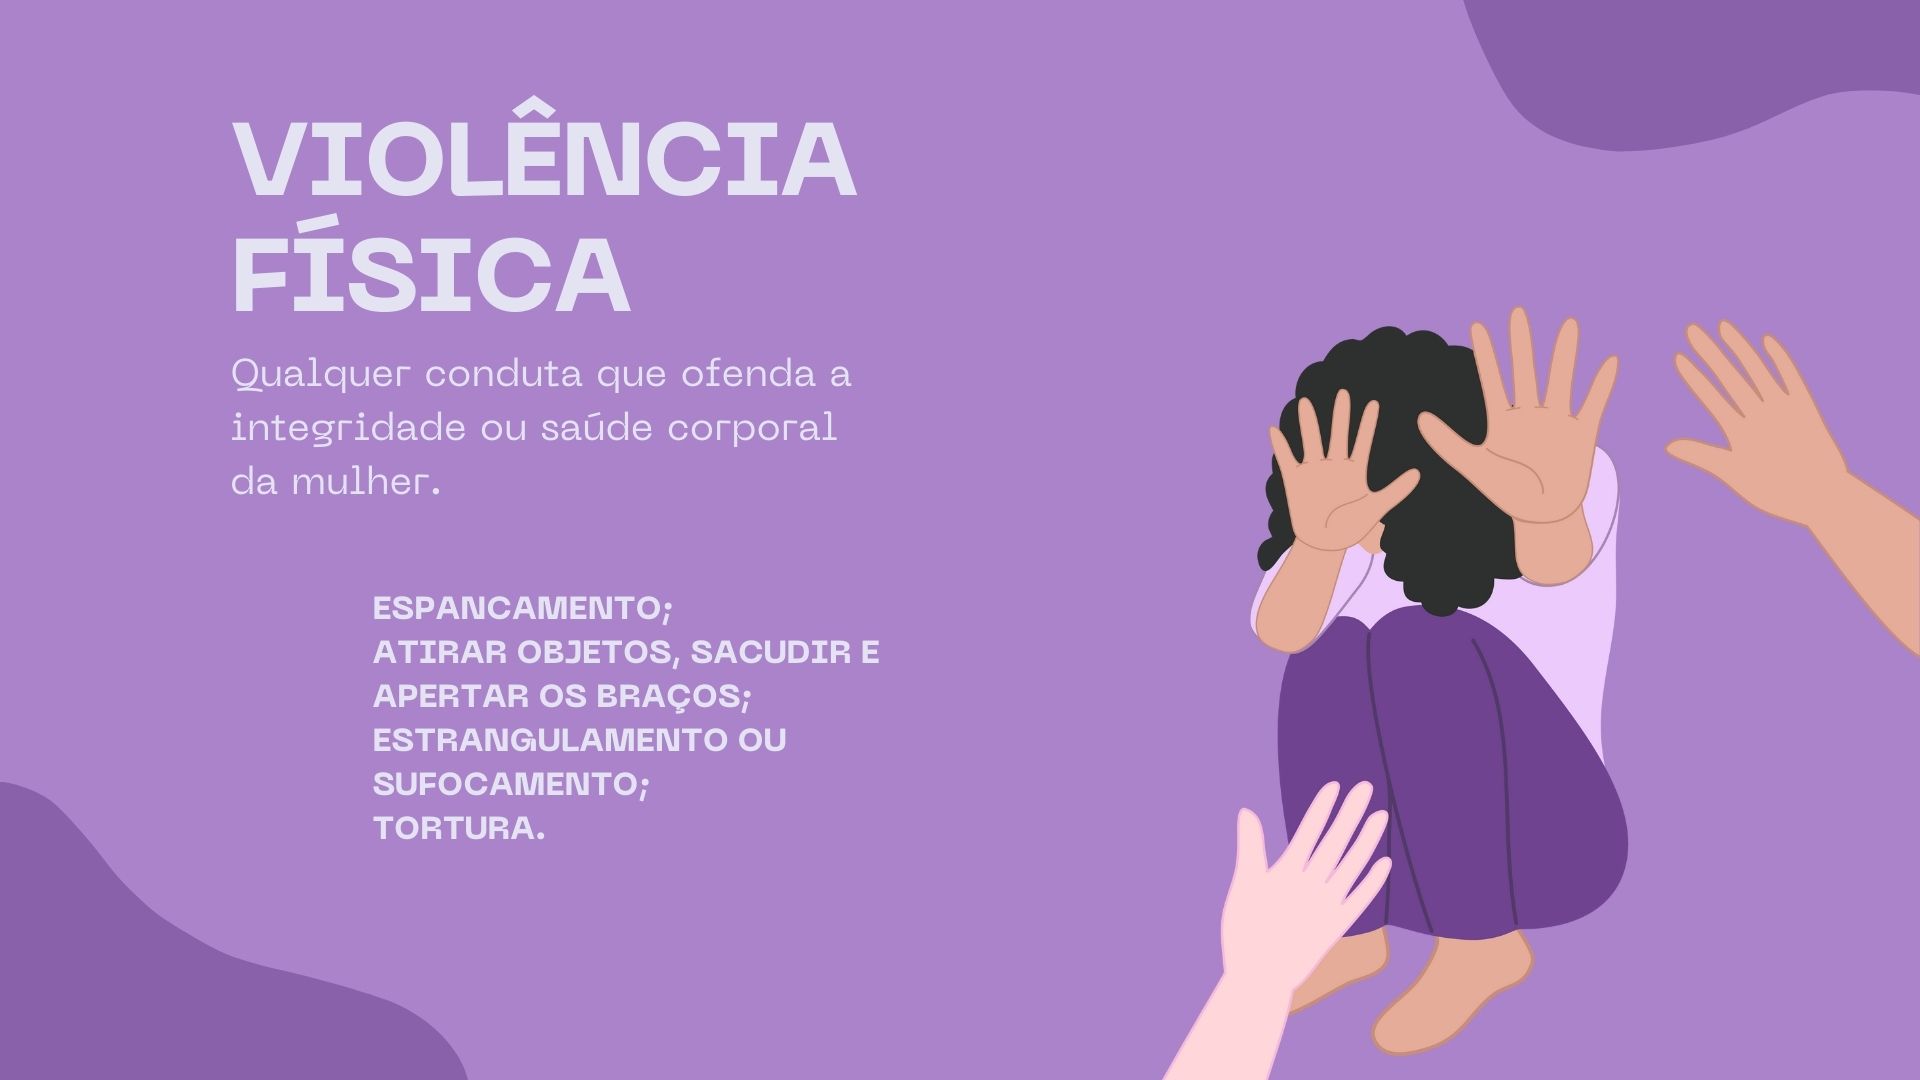 VIOLÊNCIA
FÍSICA
Qualquer conduta que ofenda a
integridade ou saúde corporal
da mulher.
ESPANCAMENTO;
ATIRAR OBJETOS, SACUDIR E
APERTAR OS BRAÇOS;
ESTRANGULAMENTO OU
SUFOCAMENTO;
TORTURA.